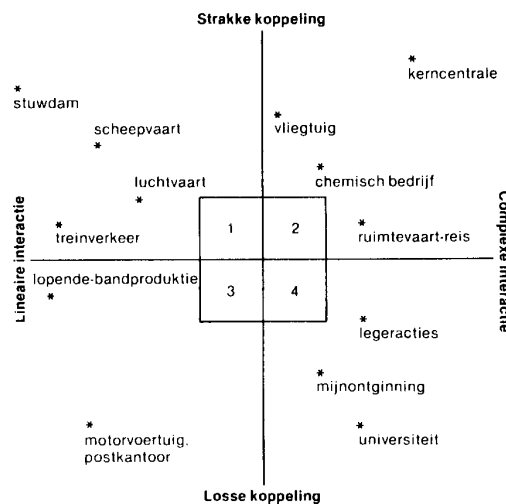 Strakke koppeling
* kerncentrale
* stuwdam
* vliegtuig
* scheepvaart
* chemisch bedrijf
* luchtvaart
1
2
* ruimtevaart-reis
* treinverkeer
Lineaire interactie
Complexe interactie
* lopende-bandproduktie
3
4
* legeracties
* mijnontginning
* motorvoertuig.
postkantoor
* universiteit
Losse koppeling